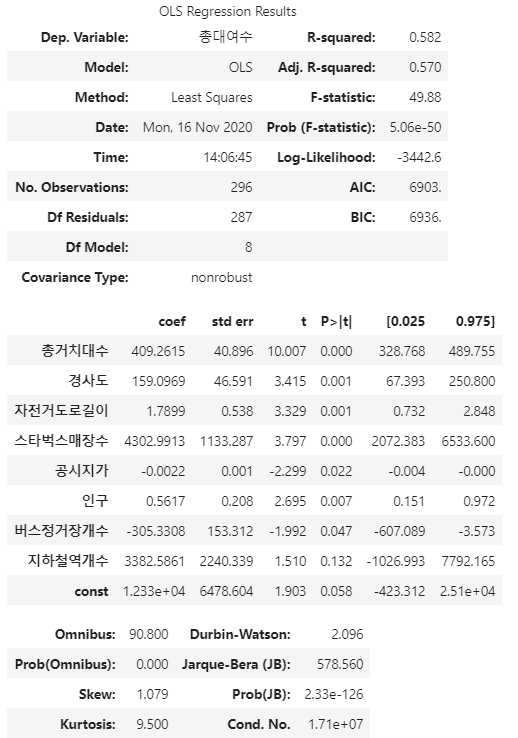 OLS Regression Results
Dep. Variable: 총대여수 R-squared: 0.582
Model: OLS Adj. R-squared: 0.570
Method: Least Squares F-statistic: 49.88
Date: Mon, 16 Nov 2020 Prob (F-statistic): 5.06e-50
Time: 14:06:45 Log-Likelihood: -3442.6
No. Observations: 296 AIC: 6903.
Df Residuals: 287 BIC: 6936.
Df Model: 8
Covariance Type: nonrobust
coef std err t P>|t| [0.025 0.975]
총거치대수 409.2615 40.896 10.007 0.000 328.768 489.755
경사도 159.0969 46.591 3.415 0.001 67.393 250.800
자전거도로길이 1.7899 0.538 3.329 0.001 0.732 2.848
스타벅스매장수 4302.9913 1133.287 3.797 0.000 2072.383 6533.600
공시지가 -0.0022 0.001 -2.299 0.022 -0.004 -0.000
인구 0.5617 0.208 2.695 0.007 0.151 0.972
버스정거장개수 -305.3308 153.312 -1.992 0.047 -607.089 -3.573
지하철역개수 3382.5861 2240.339 1.510 0.132 -1026.993 7792.165
const 1.233e+04 6478.604 1.903 0.058 -423.312 2.51e+04
Omnibus: 90.800 Durbin-Watson: 2.096
Prob(Omnibus): 0.000 Jarque-Bera (JB): 578.560
Skew: 1.079 Prob(JB): 2.33e-126
Kurtosis: 9.500 Cond. No. 1.71e+07